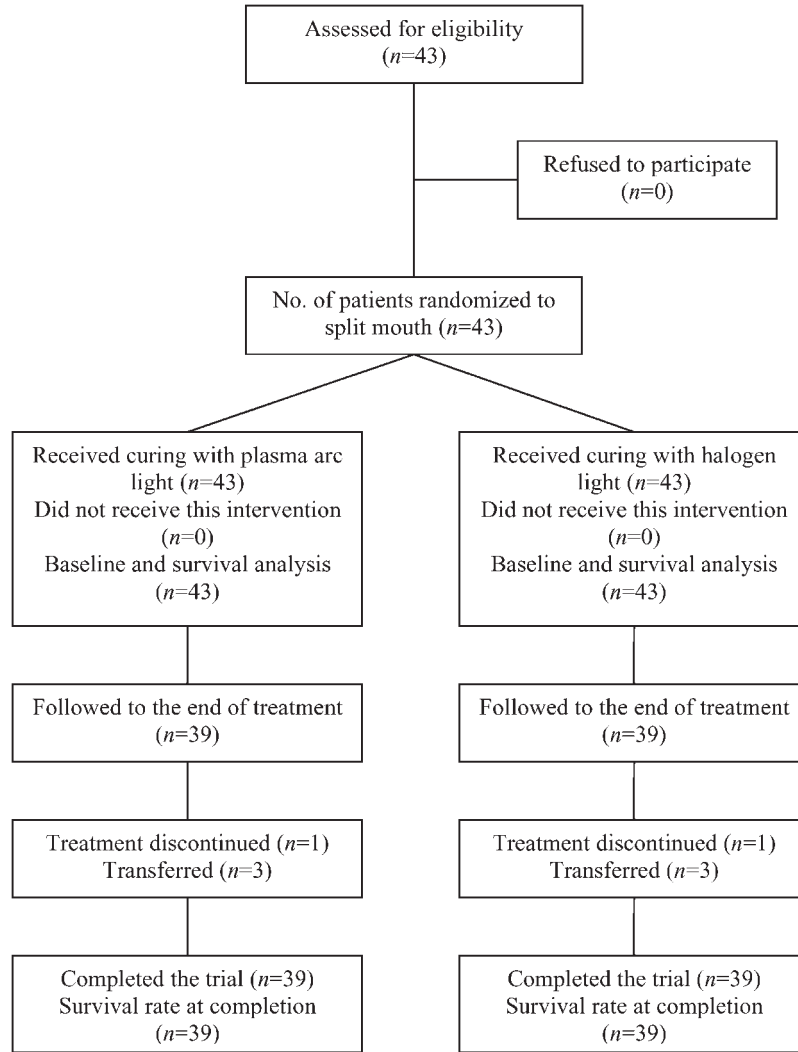 Assessed for eligibility
(n=43)
Refused to participate
(n=0)
No. of patients randomized to
split mouth (n=43)
Received curing with plasma arc
light (n=43)
Did not receive this intervention
(n=0)
Baseline and survival analysis
(n=43)
Received curing with halogen
light (n=43)
Did not receive this intervention
(n=0)
Baseline and survival analysis
(n=43)
Followed to the end of treatment
(n=39)
Followed to the end of treatment
(n=39)
Treatment discontinued (n=1)
Transferred (n=3)
Treatment discontinued (n=1)
Transferred (n=3)
Completed the trial (n=39)
Survival rate at completion
(n=39)
Completed the trial (n=39)
Survival rate at completion
(n=39)